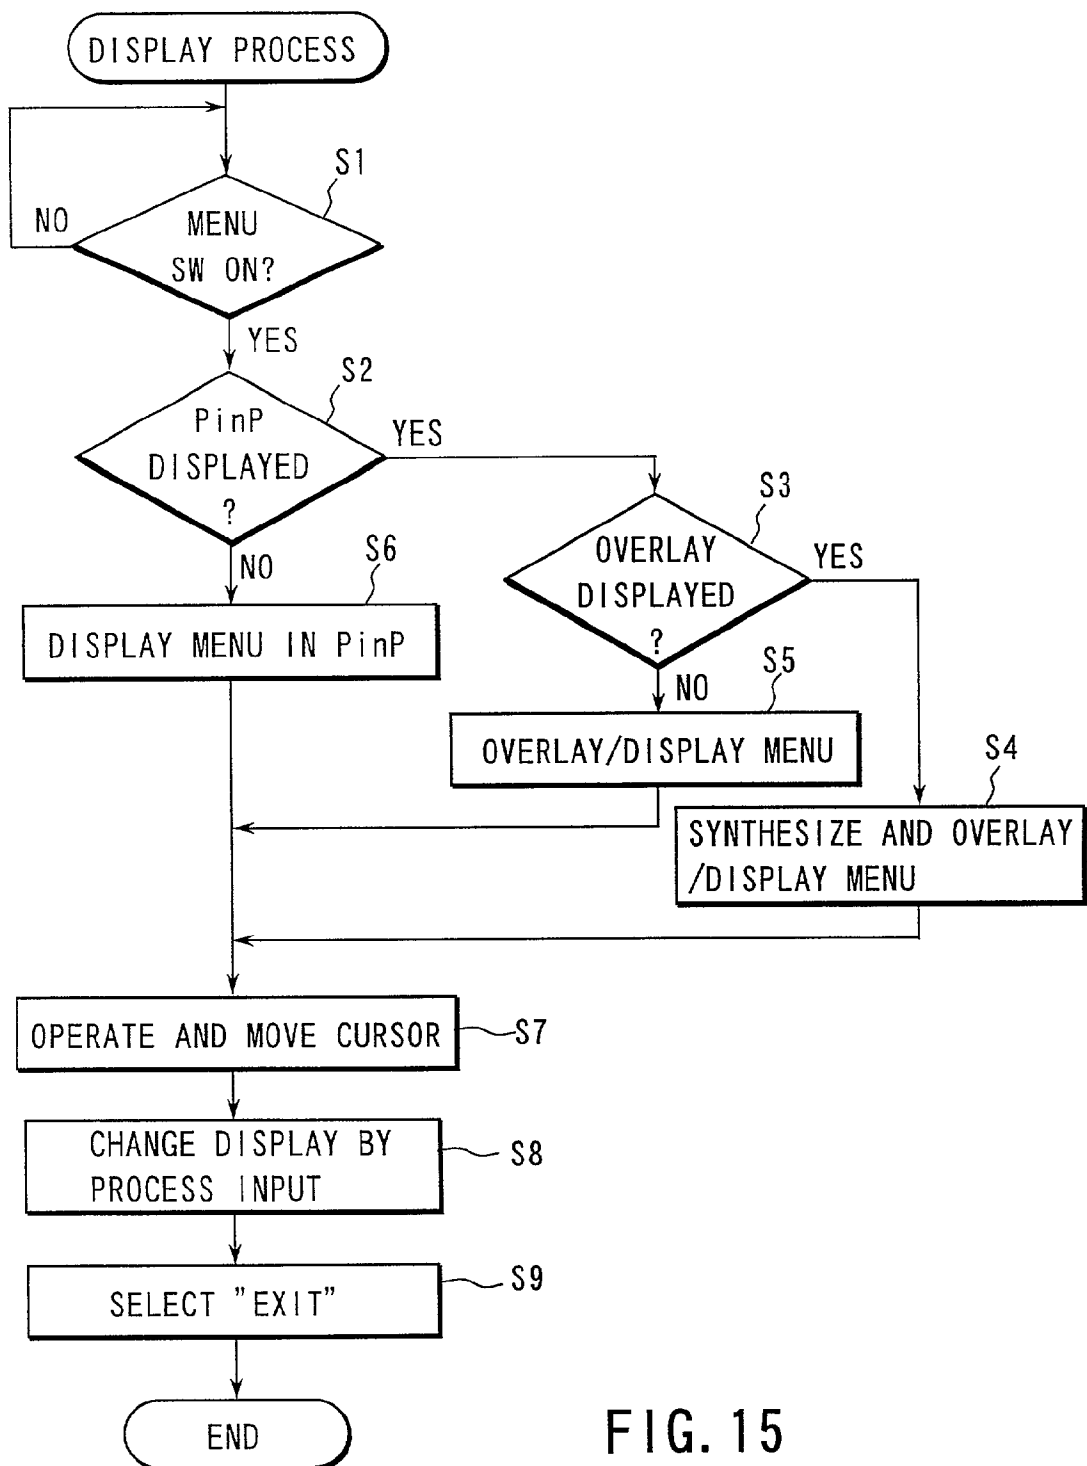 DISPLAY PROCESS
S1
NO
MENU
SW ON?
YES
S2
PinP
DISPLAYED
?
YES
S3
OVERLAY
DISPLAYED
?
YES
NO
S6
DISPLAY MENU IN PinP
NO
S5
OVERLAY/DISPLAY MENU
S4
SYNTHESIZE AND OVERLAY
/DISPLAY MENU
OPERATE AND MOVE CURSOR
S7
CHANGE DISPLAY BY
PROCESS INPUT
S8
SELECT "EXIT"
S9
END
FIG. 15